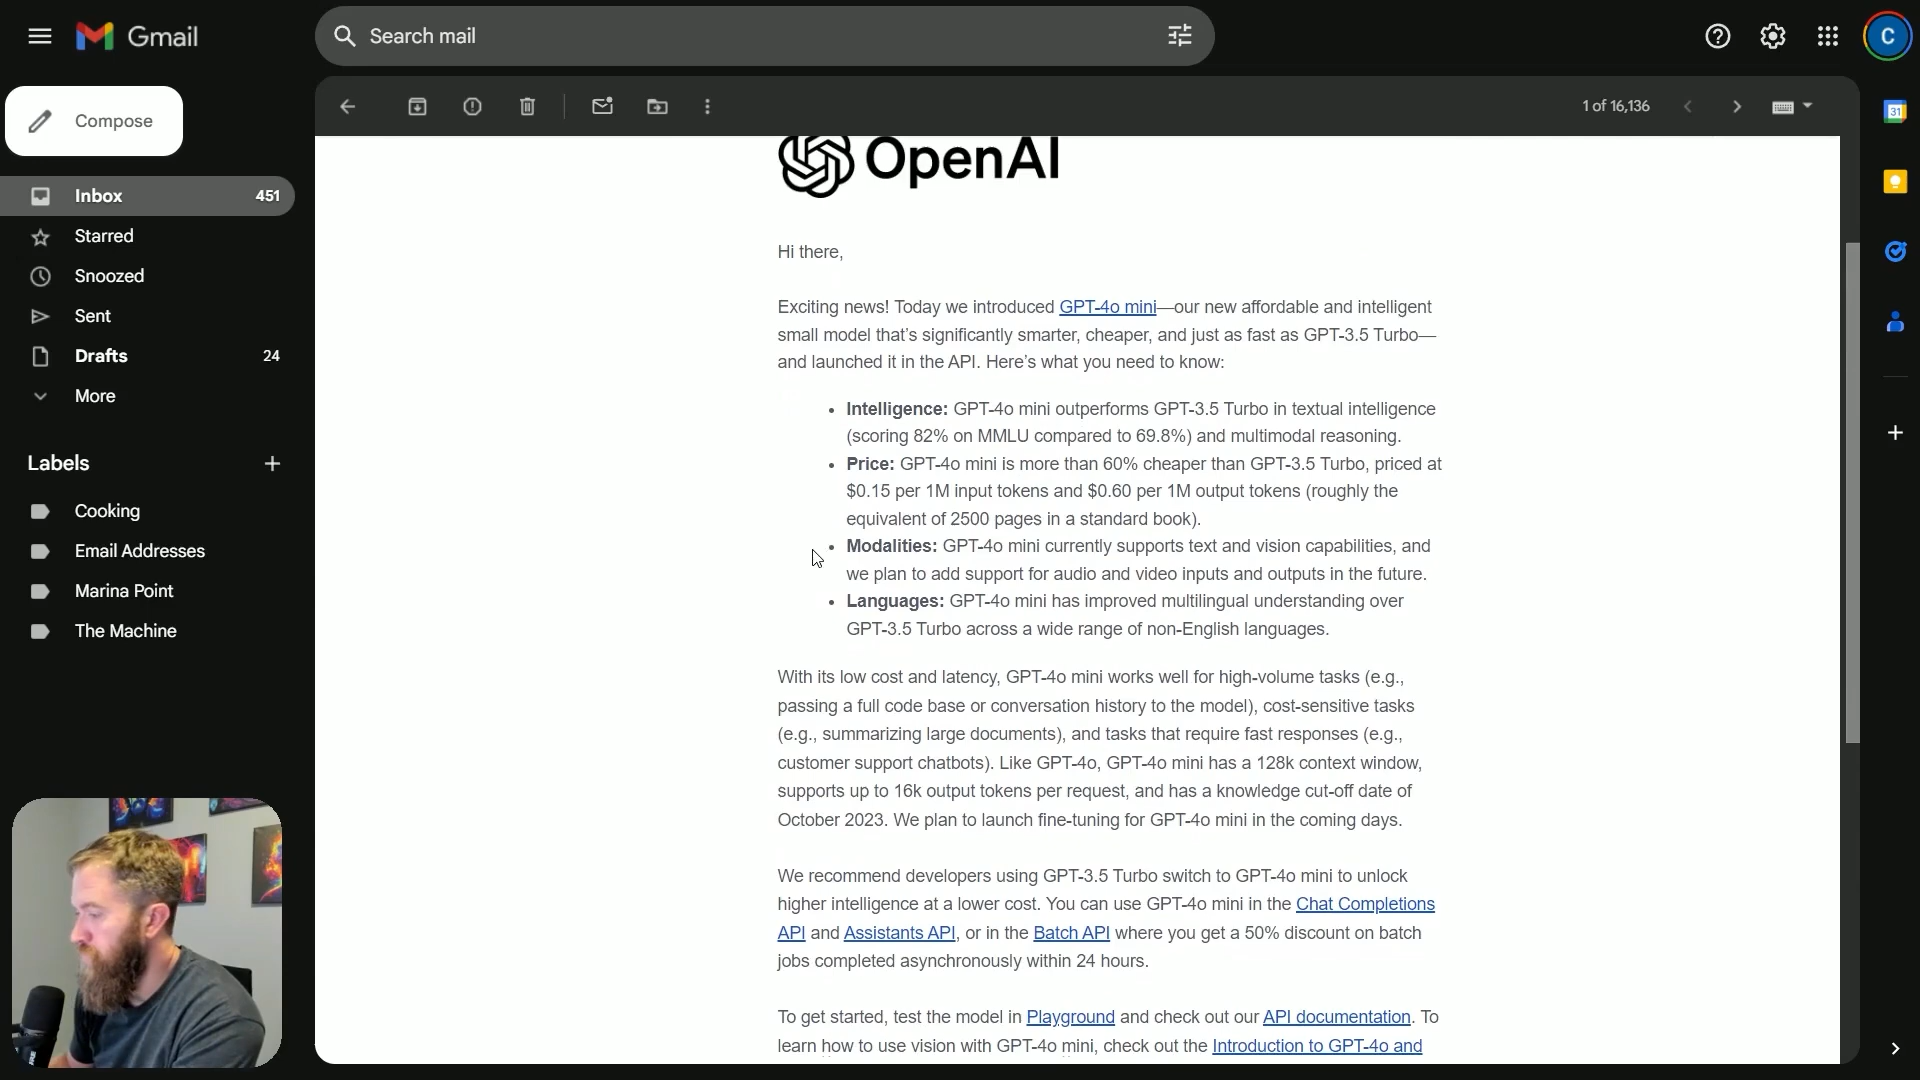 Gmail
Search mail
C
Compose
1 of 16,136
31
Inbox 451
Starred
Snoozed
Sent
Drafts 24
More
Labels
Cooking
Email Addresses
Marina Point
The Machine
OpenAI
Hi there,
Exciting news! Today we introduced GPT-4o mini—our new affordable and intelligent
small model that’s significantly smarter, cheaper, and just as fast as GPT-3.5 Turbo—
and launched it in the API. Here’s what you need to know:
• Intelligence: GPT-4o mini outperforms GPT-3.5 Turbo in textual intelligence
(scoring 82% on MMLU compared to 69.8%) and multimodal reasoning.
• Price: GPT-4o mini is more than 60% cheaper than GPT-3.5 Turbo, priced at
$0.15 per 1M input tokens and $0.60 per 1M output tokens (roughly the
equivalent of 2500 pages in a standard book).
• Modalities: GPT-4o mini currently supports text and vision capabilities, and
we plan to add support for audio and video inputs and outputs in the future.
• Languages: GPT-4o mini has improved multilingual understanding over
GPT-3.5 Turbo across a wide range of non-English languages.
With its low cost and latency, GPT-4o mini works well for high-volume tasks (e.g.,
passing a full code base or conversation history to the model), cost-sensitive tasks
(e.g., summarizing large documents), and tasks that require fast responses (e.g.,
customer support chatbots). Like GPT-4o, GPT-4o mini has a 128k context window,
supports up to 16k output tokens per request, and has a knowledge cut-off date of
October 2023. We plan to launch fine-tuning for GPT-4o mini in the coming days.
We recommend developers using GPT-3.5 Turbo switch to GPT-4o mini to unlock
higher intelligence at a lower cost. You can use GPT-4o mini in the Chat Completions
API and Assistants API, or in the Batch API where you get a 50% discount on batch
jobs completed asynchronously within 24 hours.
To get started, test the model in Playground and check out our API documentation. To
learn how to use vision with GPT-4o mini, check out the Introduction to GPT-4o and